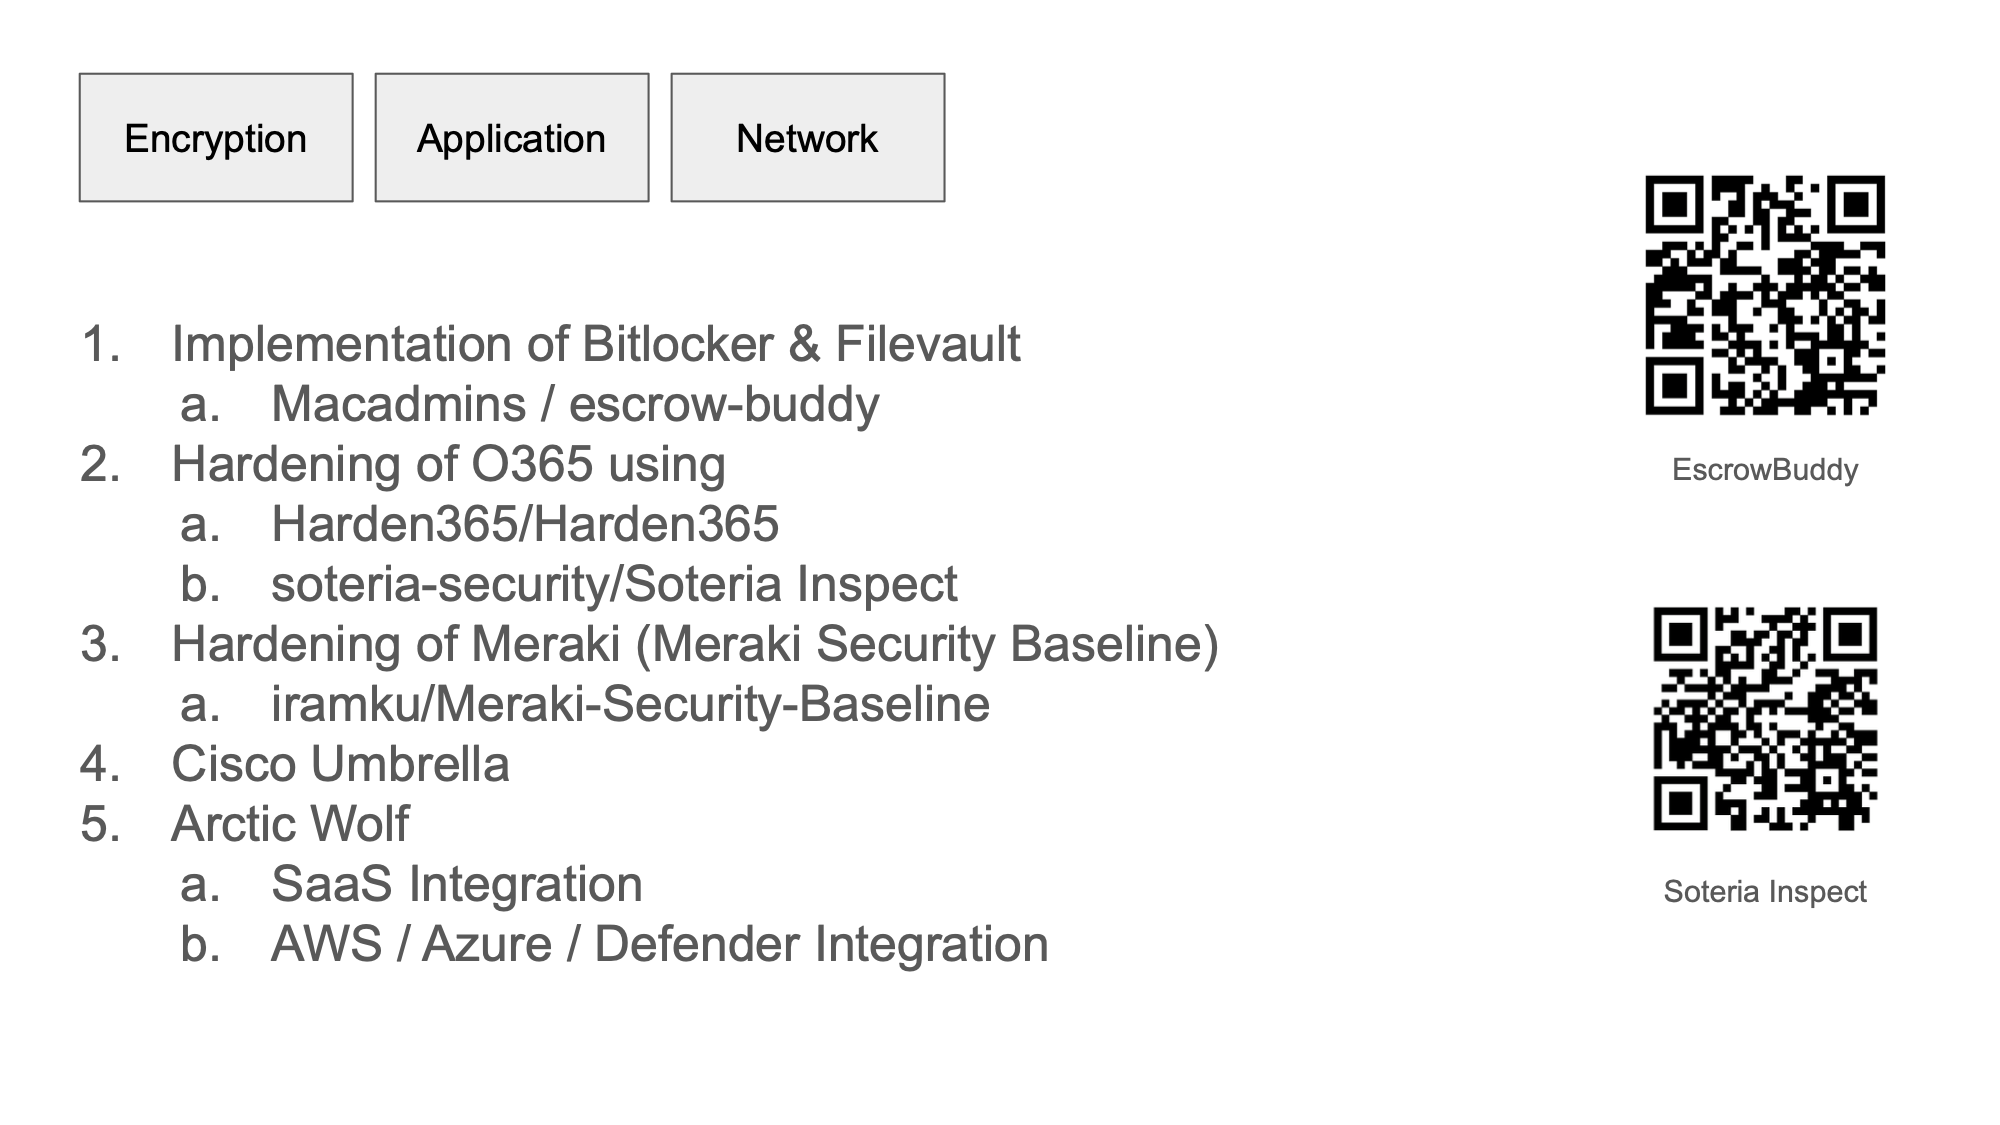 Encryption
Application
Network
1. Implementation of Bitlocker & Filevault
a. Macadmins / escrow-buddy
2. Hardening of O365 using
a. Harden365/Harden365
b. soteria-security/Soteria Inspect
3. Hardening of Meraki (Meraki Security Baseline)
a. iramku/Meraki-Security-Baseline
4. Cisco Umbrella
5. Arctic Wolf
a. SaaS Integration
b. AWS / Azure / Defender Integration
EscrowBuddy
Soteria Inspect